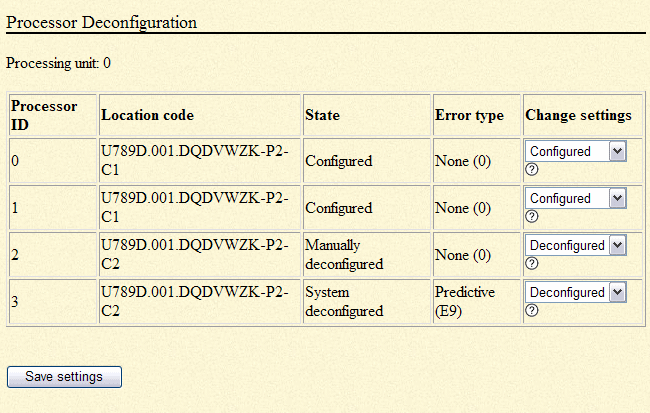 Processor Deconfiguration
Processing unit: 0
Processor ID Location code State Error type Change settings
0 U789D.001.DQDVWZK-P2-C1 Configured None (0) Configured ?
1 U789D.001.DQDVWZK-P2-C1 Configured None (0) Configured ?
2 U789D.001.DQDVWZK-P2-C2 Manually deconfigured None (0) Deconfigured ?
3 U789D.001.DQDVWZK-P2-C2 System deconfigured Predictive (E9) Deconfigured ?
Save settings